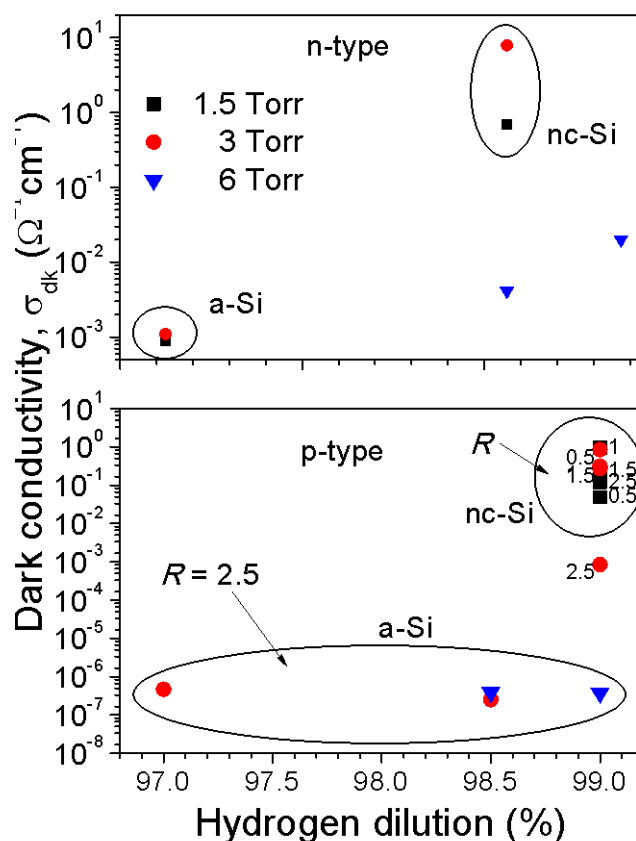 Dark conductivity, σdk (Ω⁻¹cm⁻¹)
10¹
10⁰
10⁻¹
10⁻²
10⁻³
n-type
1.5 Torr
3 Torr
6 Torr
nc-Si
a-Si
10¹
10⁰
10⁻¹
10⁻²
10⁻³
10⁻⁴
10⁻⁵
10⁻⁶
10⁻⁷
10⁻⁸
p-type
R
1
0.5
1.5
1.5
2.5
0.5
nc-Si
2.5
R = 2.5
a-Si
97.0 97.5 98.0 98.5 99.0
Hydrogen dilution (%)